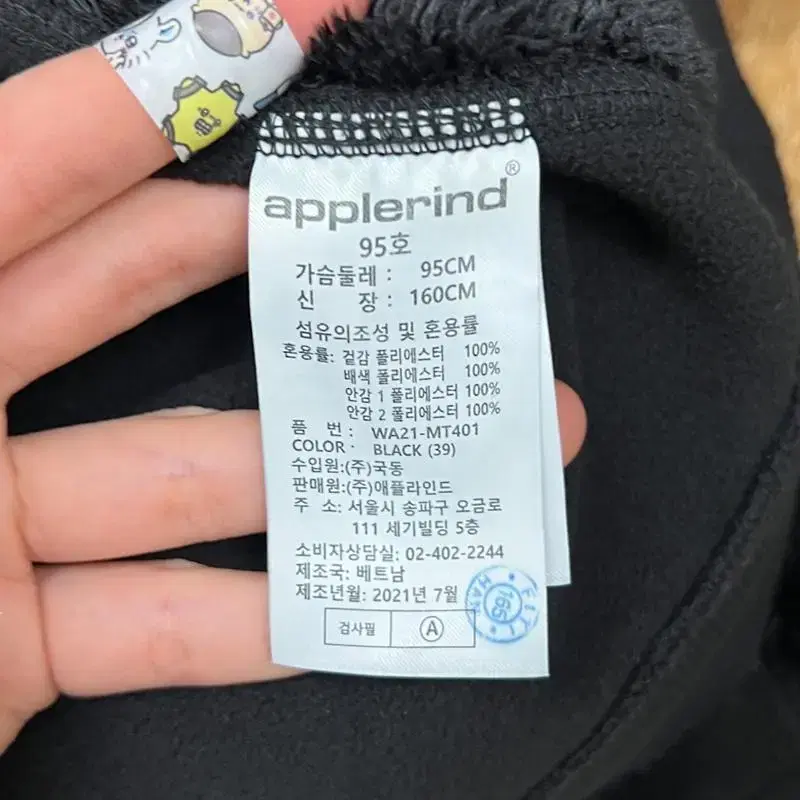 applerind®
95호
가슴둘레 : 95CM
신 장 : 160CM
섬유의조성 및 혼용률
혼용률: 겉감 폴리에스터 100%
배색 폴리에스터 100%
안감 1 폴리에스터 100%
안감 2 폴리에스터 100%
품 번 : WA21-MT401
COLOR · BLACK (39)
수입원:(주)국동
판매원:(주)애플라인드
주 소: 서울시 송파구 오금로
111 세기빌딩 5층
소비자상담실: 02-402-2244
제조국: 베트남
제조년월: 2021년 7월
검사필 A
165